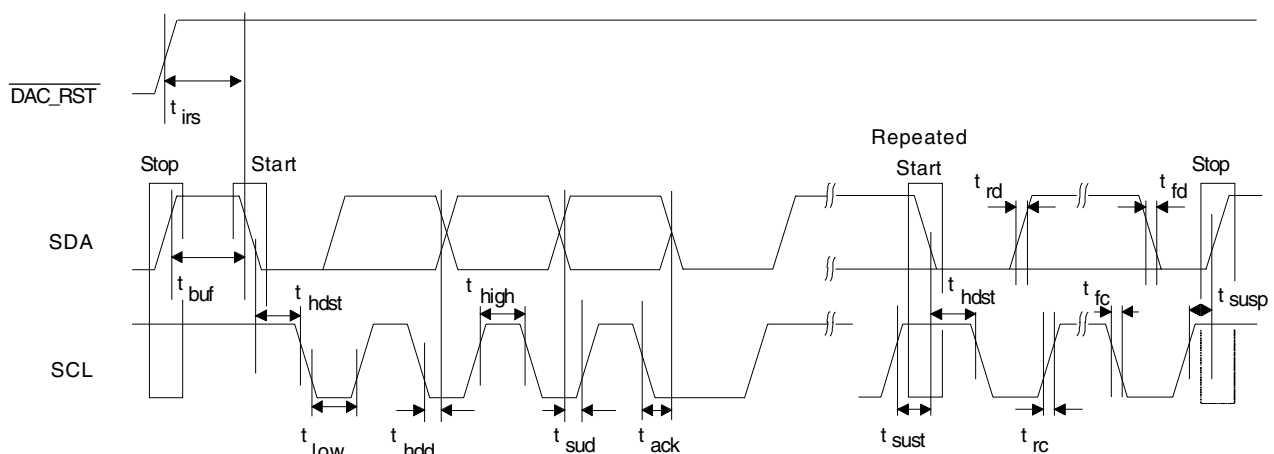 DAC_RST
t irs
Repeated
Stop
Start
Start
Stop
t rd
t fd
SDA
t buf
t hdst
t high
t hdst
t fc
t susp
SCL
t low
t hdd
t sud
t ack
t sust
t rc